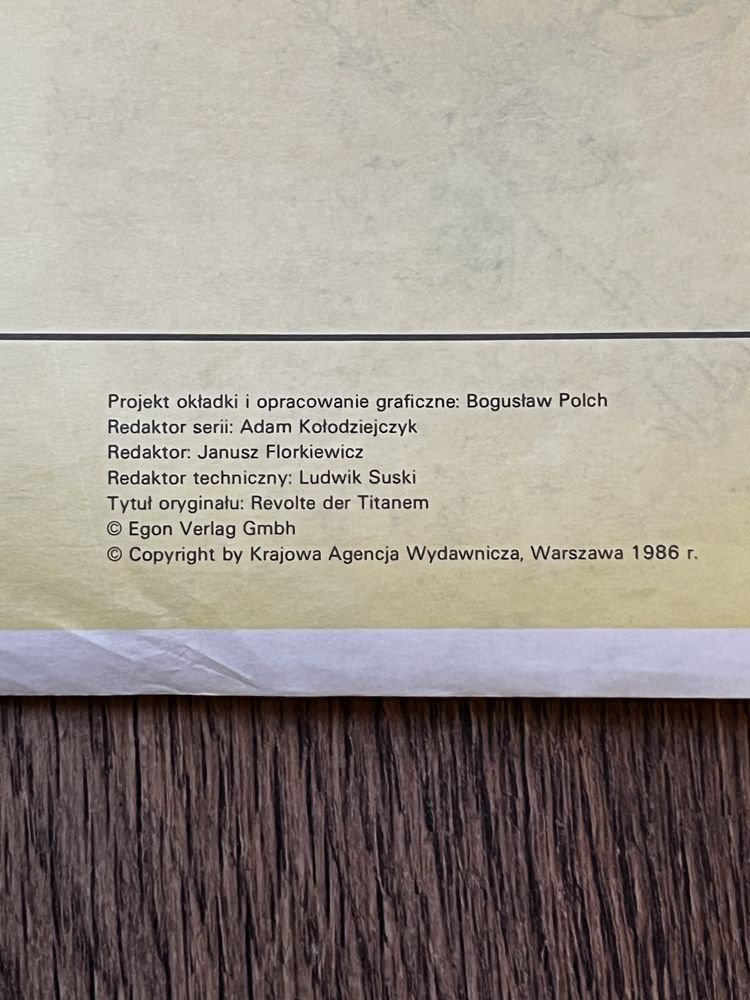 Projekt okładki i opracowanie graficzne: Bogusław Polch
Redaktor serii: Adam Kołodziejczyk
Redaktor: Janusz Florkiewicz
Redaktor techniczny: Ludwik Suski
Tytuł oryginału: Revolte der Titanem
© Egon Verlag Gmbh
© Copyright by Krajowa Agencja Wydawnicza, Warszawa 1986 r.